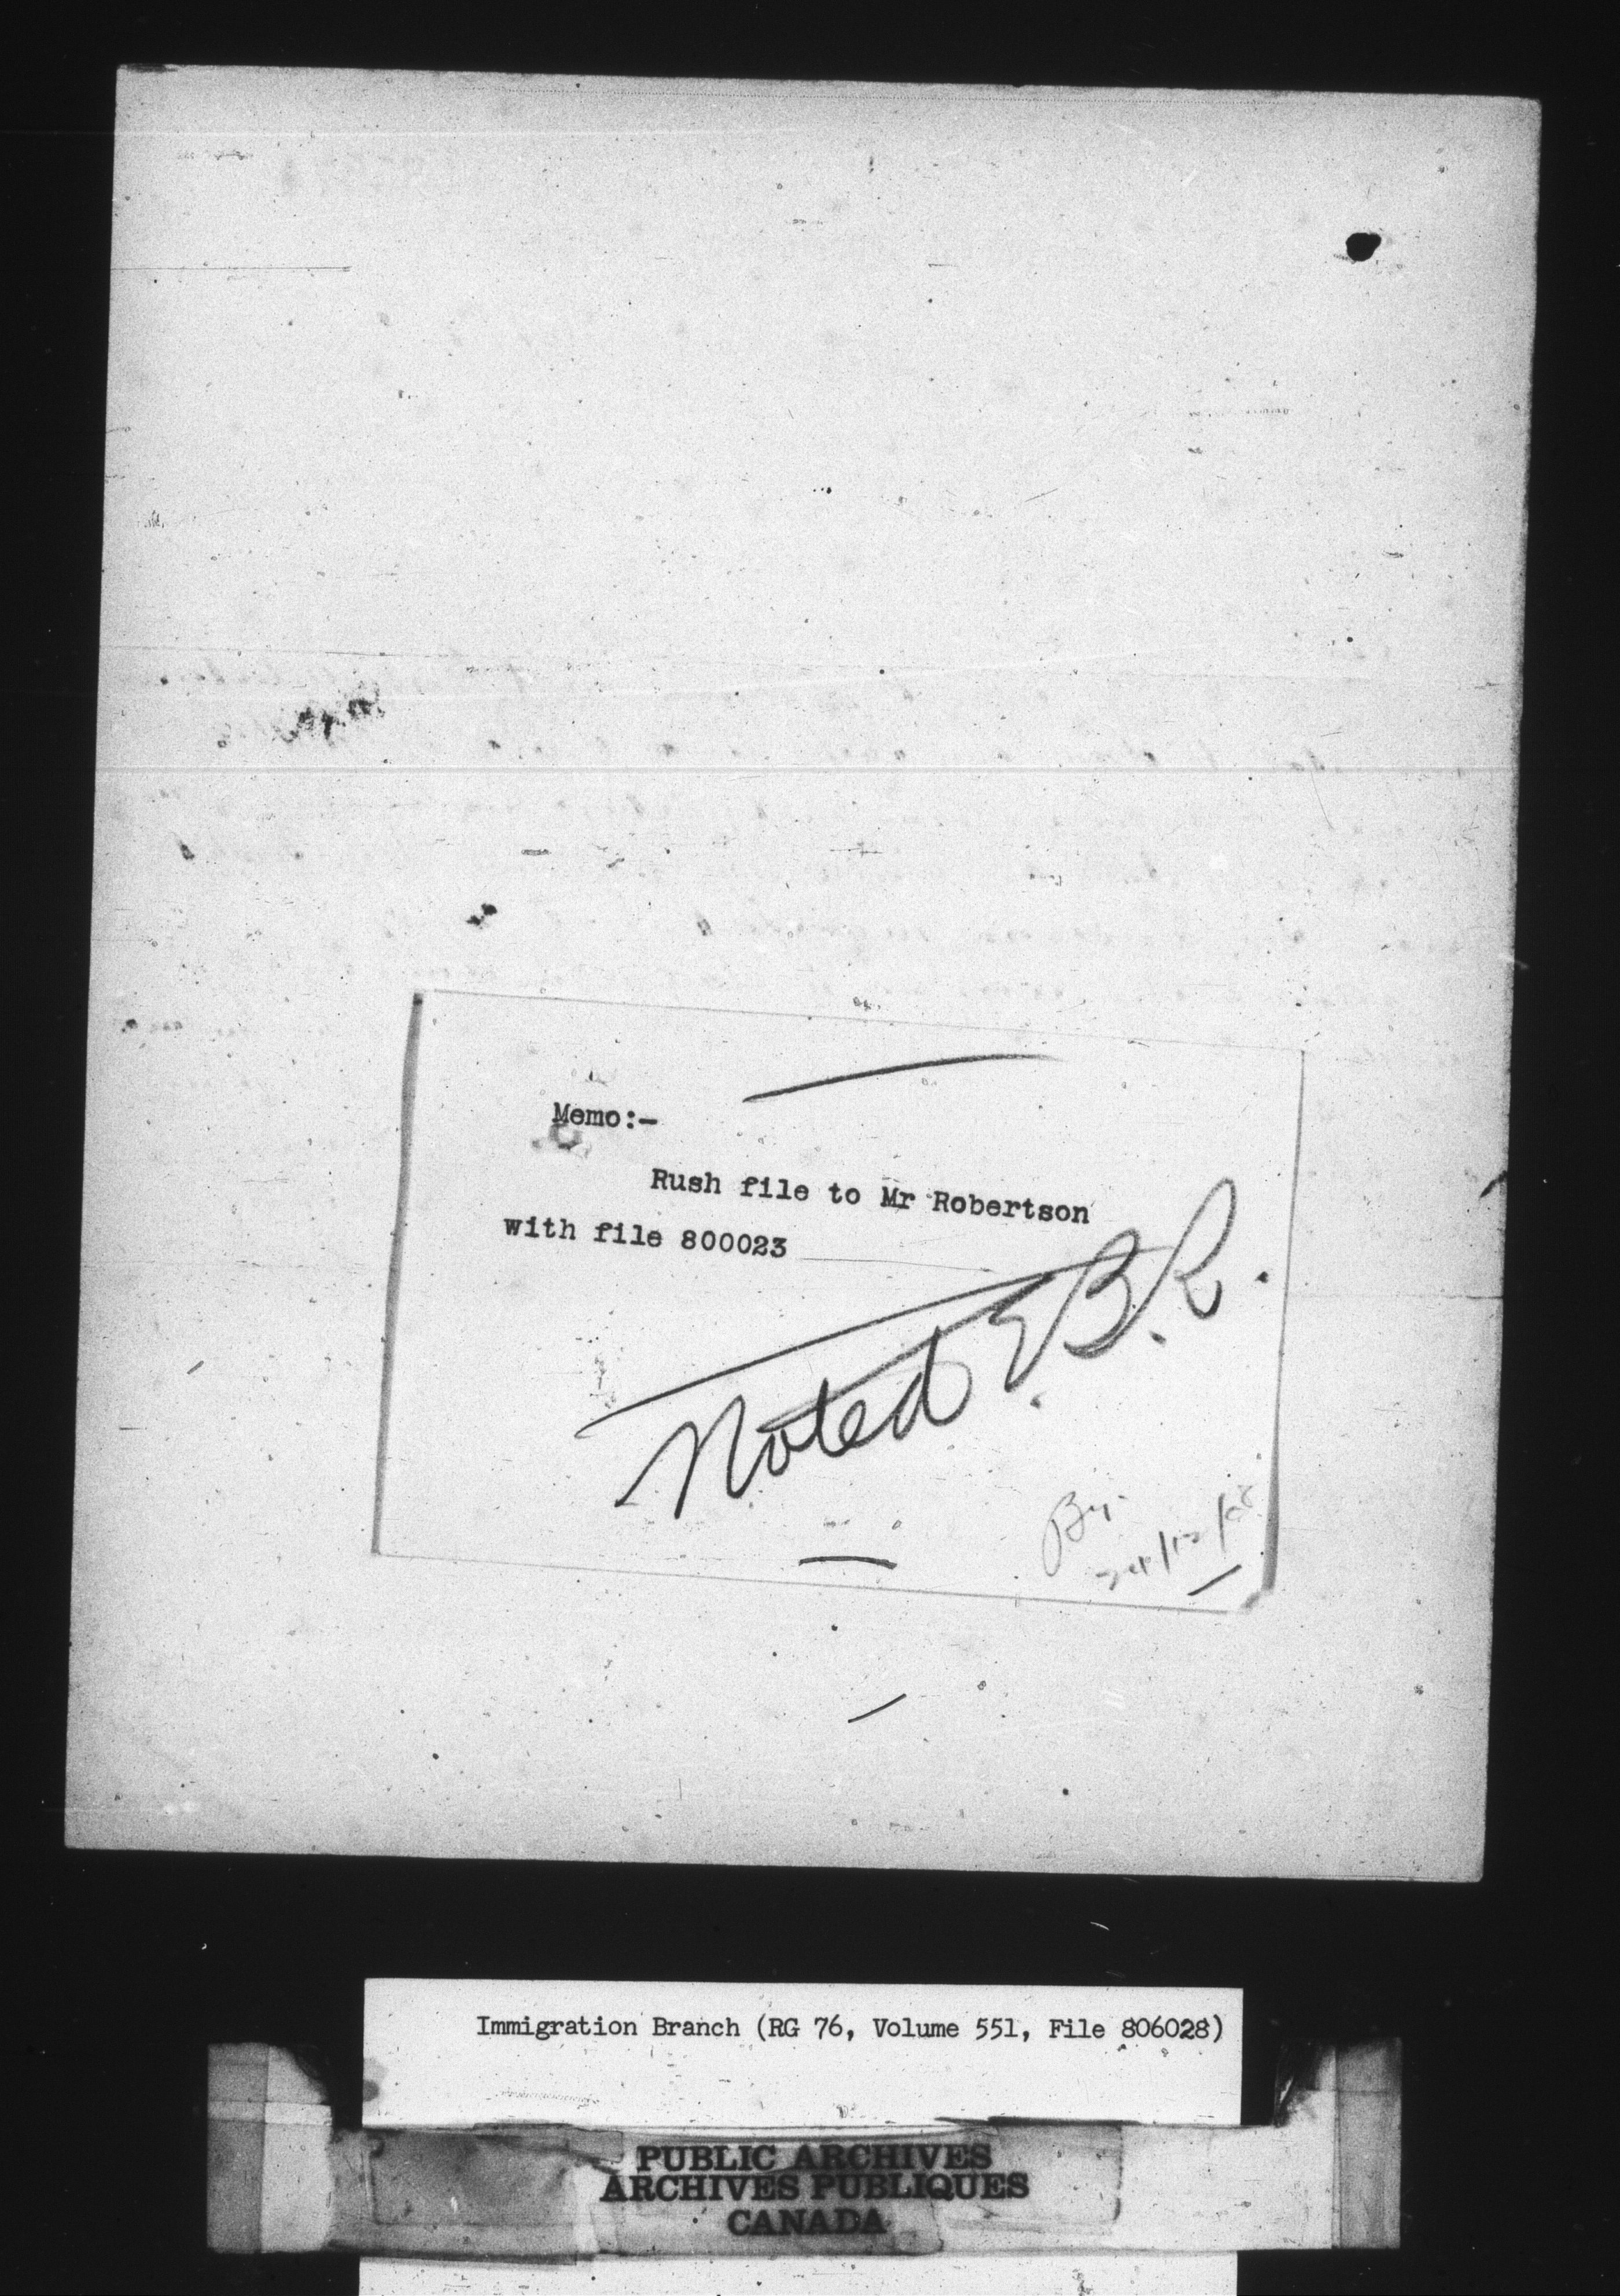 Memo:-
Rush file to Mr Robertson
with file 800023
Noted E.B.R.
Immigration Branch (RG 76, Volume 551, File 806028)
PUBLIC ARCHIVES
ARCHIVES PUBLIQUES
CANADA